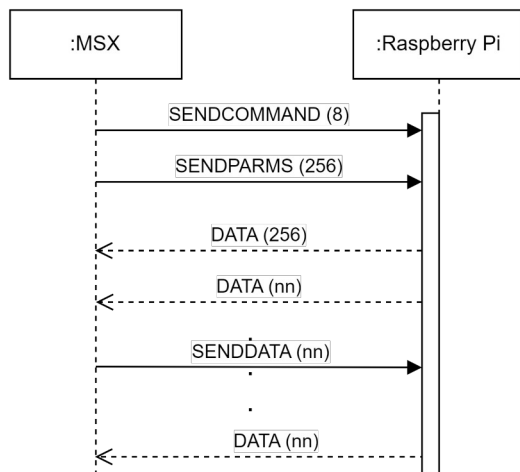 :MSX
:Raspberry Pi
SENDCOMMAND (8)
SENDPARMS (256)
DATA (256)
DATA (nn)
.
SENDDATA (nn)
.
.
DATA (nn)